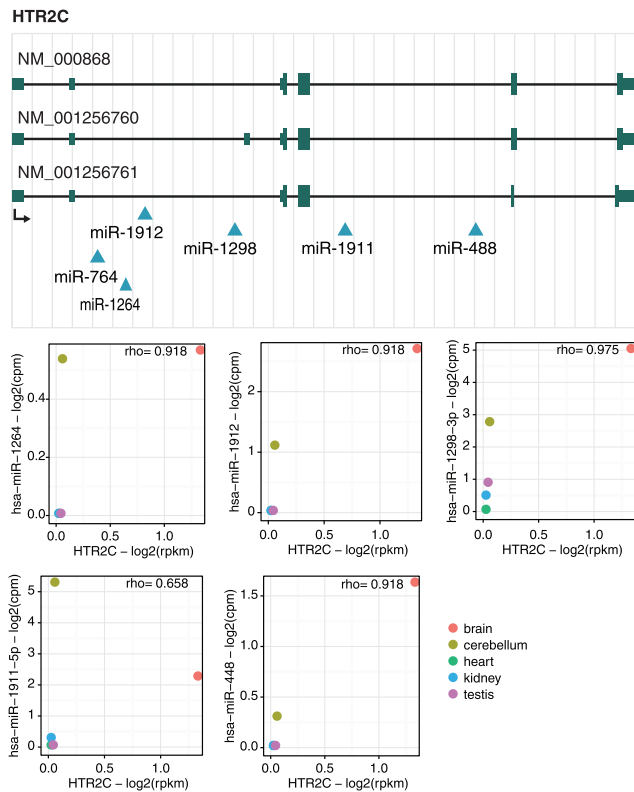 HTR2C
NM_000868
NM_001256760
NM_001256761
miR-1912
miR-1298
miR-1911
miR-488
miR-764
miR-1264
rho= 0.918
hsa−miR−1264 − log2(cpm)
0.4
0.2
0.0
0.0 0.5 1.0
HTR2C − log2(rpkm)
rho= 0.918
hsa−miR−1912 − log2(cpm)
2
1
0
0.0 0.5 1.0
HTR2C − log2(rpkm)
rho= 0.975
hsa−miR−1298−3p − log2(cpm)
5
4
3
2
1
0
0.0 0.5 1.0
HTR2C − log2(rpkm)
rho= 0.658
hsa−miR−1911−5p − log2(cpm)
5
4
3
2
1
0
0.0 0.5 1.0
HTR2C − log2(rpkm)
rho= 0.918
hsa−miR−448 − log2(cpm)
1.5
1.0
0.5
0.0
0.0 0.5 1.0
HTR2C − log2(rpkm)
brain
cerebellum
heart
kidney
testis